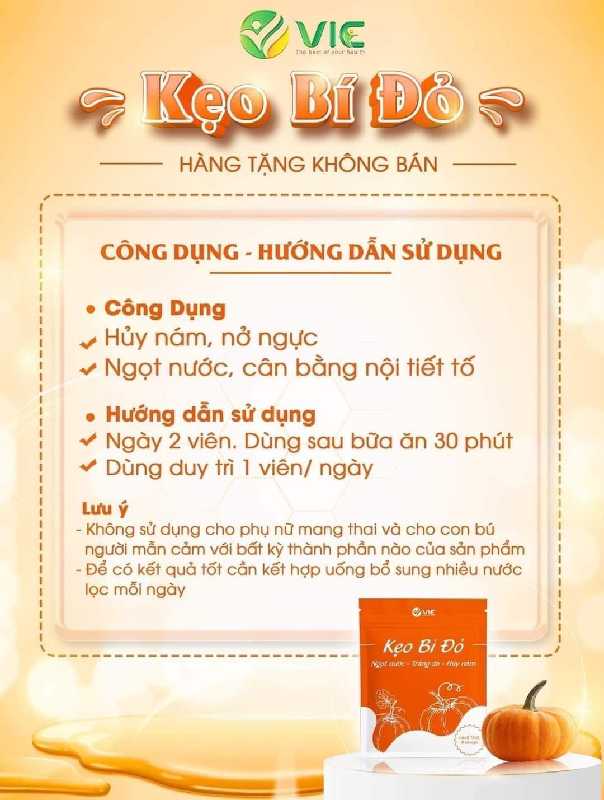 VIE
The best of your health
Kẹo Bí Đỏ
HÀNG TẶNG KHÔNG BÁN
CÔNG DỤNG - HƯỚNG DẪN SỬ DỤNG
Công Dụng
Hủy nám, nở ngực
Ngọt nước, cân bằng nội tiết tố
Hướng dẫn sử dụng
Ngày 2 viên. Dùng sau bữa ăn 30 phút
Dùng duy trì 1 viên/ ngày
Lưu ý
- Không sử dụng cho phụ nữ mang thai và cho con bú
người mẫn cảm với bất kỳ thành phần nào của sản phẩm
- Để có kết quả tốt cần kết hợp uống bổ sung nhiều nước
lọc mỗi ngày
VIE
Kẹo Bí Đỏ
Ngọt nước - Trắng da - Hủy nám